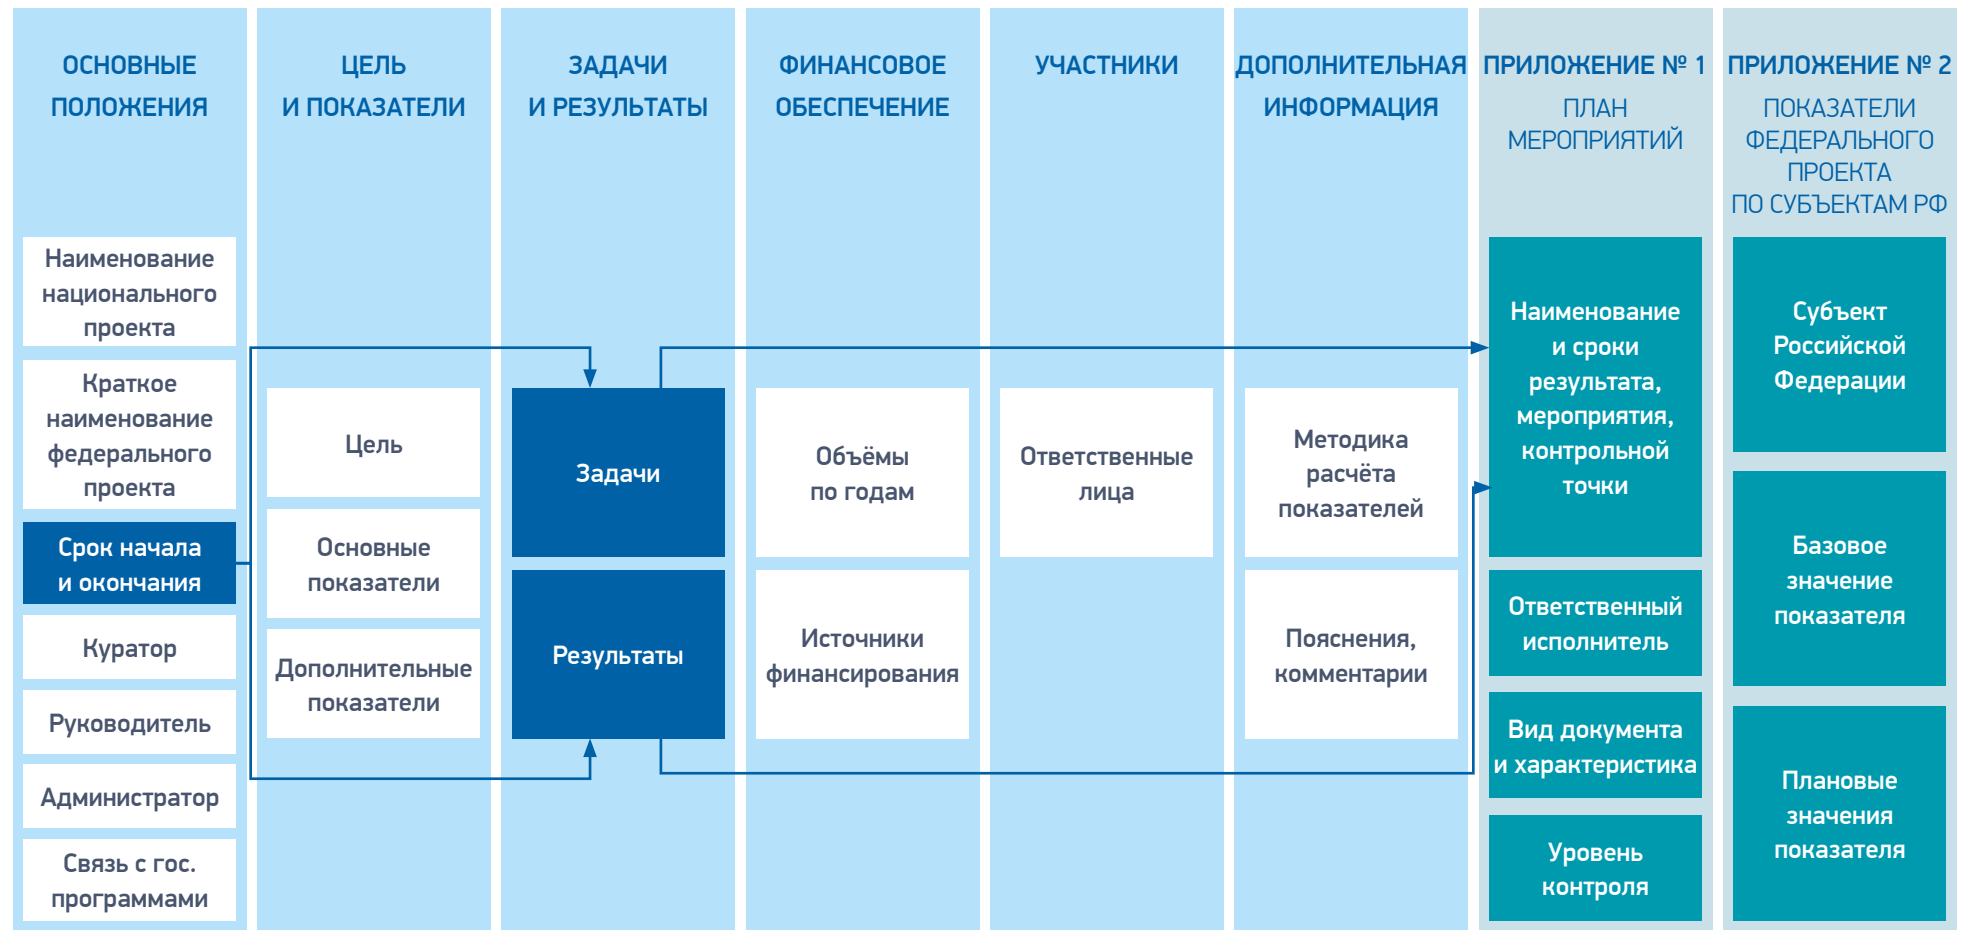 ОСНОВНЫЕ
ПОЛОЖЕНИЯ
Наименование
национального
проекта
Краткое
наименование
федерального
проекта
Срок начала
и окончания
Куратор
Руководитель
Администратор
Связь с гос.
программами
ЦЕЛЬ
И ПОКАЗАТЕЛИ
Цель
Основные
показатели
Дополнительные
показатели
ЗАДАЧИ
И РЕЗУЛЬТАТЫ
Задачи
Результаты
ФИНАНСОВОЕ
ОБЕСПЕЧЕНИЕ
Объёмы
по годам
Источники
финансирования
УЧАСТНИКИ
Ответственные
лица
ДОПОЛНИТЕЛЬНАЯ
ИНФОРМАЦИЯ
Методика
расчёта
показателей
Пояснения,
комментарии
ПРИЛОЖЕНИЕ № 1
ПЛАН
МЕРОПРИЯТИЙ
Наименование
и сроки
результата,
мероприятия,
контрольной
точки
Ответственный
исполнитель
Вид документа
и характеристика
Уровень
контроля
ПРИЛОЖЕНИЕ № 2
ПОКАЗАТЕЛИ
ФЕДЕРАЛЬНОГО
ПРОЕКТА
ПО СУБЪЕКТАМ РФ
Субъект
Российской
Федерации
Базовое
значение
показателя
Плановые
значения
показателя